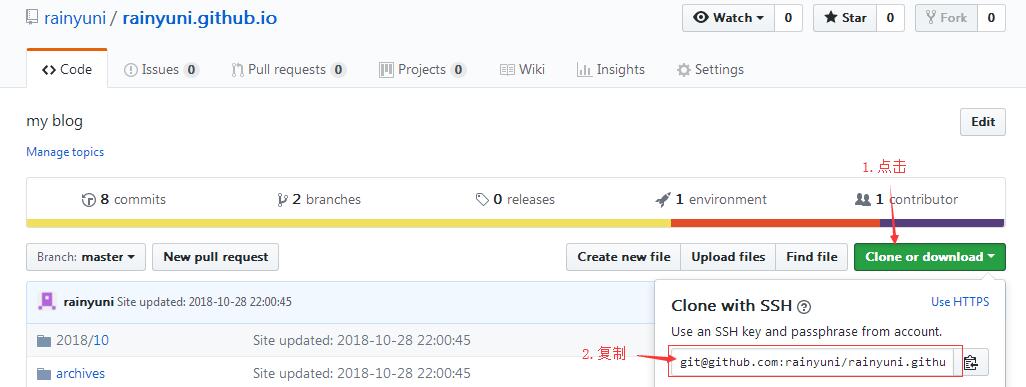 rainyuni / rainyuni.github.io
Watch 0 Star 0 Fork 0
Code Issues 0 Pull requests 0 Projects 0 Wiki Insights Settings
my blog
Edit
Manage topics
1. 点击
8 commits 2 branches 0 releases 1 environment 1 contributor
Branch: master New pull request Create new file Upload files Find file Clone or download
rainyuni Site updated: 2018-10-28 22:00:45
2018/10 Site updated: 2018-10-28 22:00:45
archives Site updated: 2018-10-28 22:00:45
Clone with SSH Use HTTPS
Use an SSH key and passphrase from account.
2. 复制
git@github.com:rainyuni/rainyuni.githu